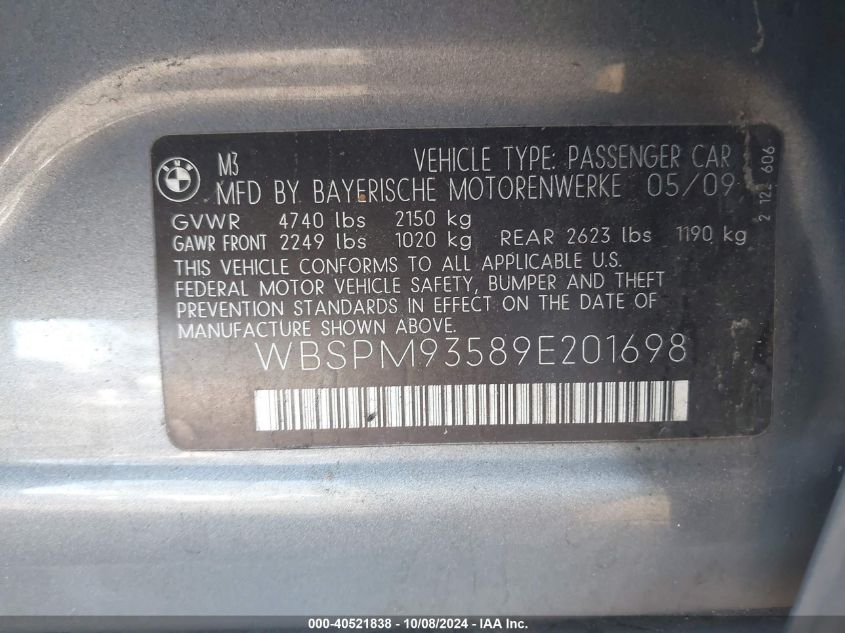 BMW
M3 VEHICLE TYPE: PASSENGER CAR
MFD BY BAYERISCHE MOTORENWERKE 05/09
GVWR 4740 lbs 2150 kg
GAWR FRONT 2249 lbs 1020 kg REAR 2623 lbs 1190 kg
THIS VEHICLE CONFORMS TO ALL APPLICABLE U.S.
FEDERAL MOTOR VEHICLE SAFETY, BUMPER AND THEFT
PREVENTION STANDARDS IN EFFECT ON THE DATE OF
MANUFACTURE SHOWN ABOVE.
WBSPM93589E201698
606
000-40521838 - 10/08/2024 - IAA Inc.